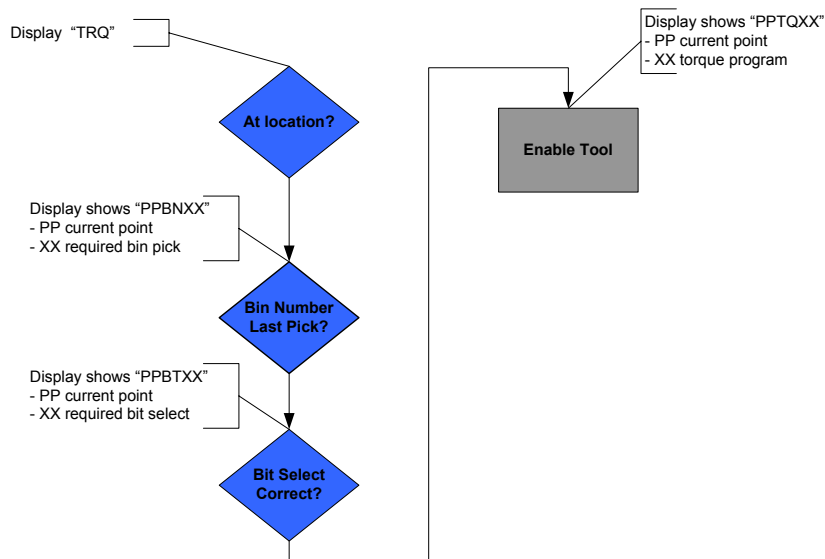 Display “TRQ”
At location?
Display shows “PPBNXX”
- PP current point
- XX required bin pick
Bin Number
Last Pick?
Display shows “PPBTXX”
- PP current point
- XX required bit select
Bit Select
Correct?
Display shows “PPTQXX”
- PP current point
- XX torque program
Enable Tool